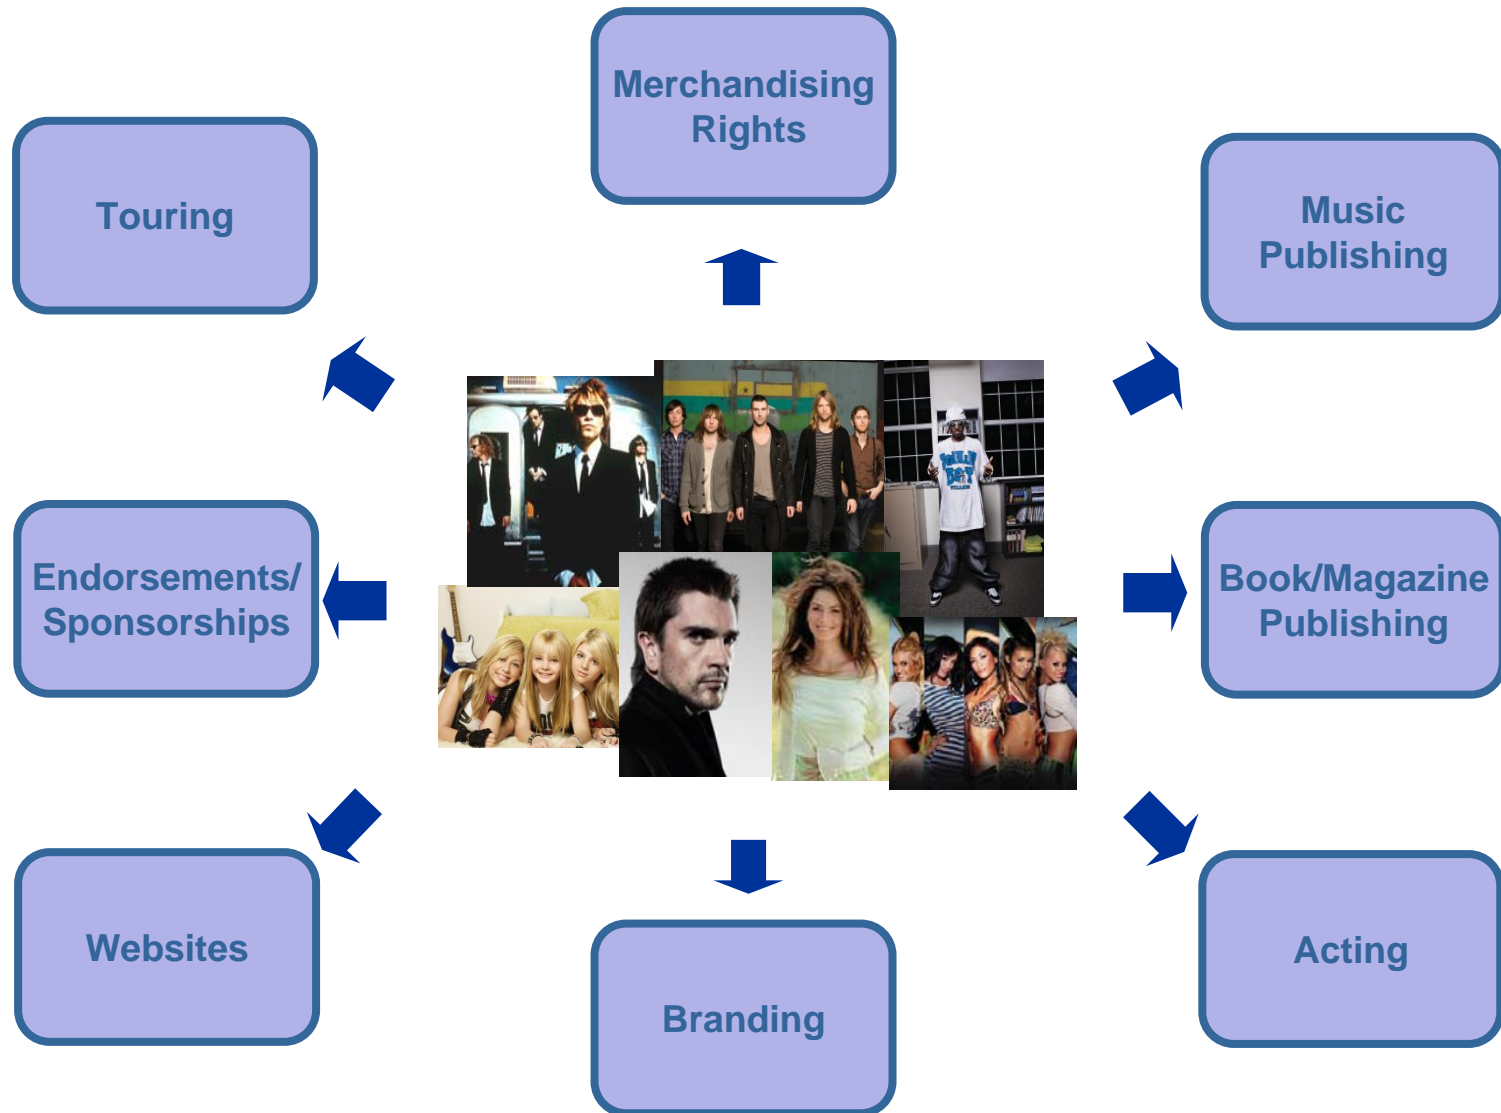 Merchandising
Rights
Touring
Music
Publishing
Endorsements/
Sponsorships
Book/Magazine
Publishing
Websites
Acting
Branding